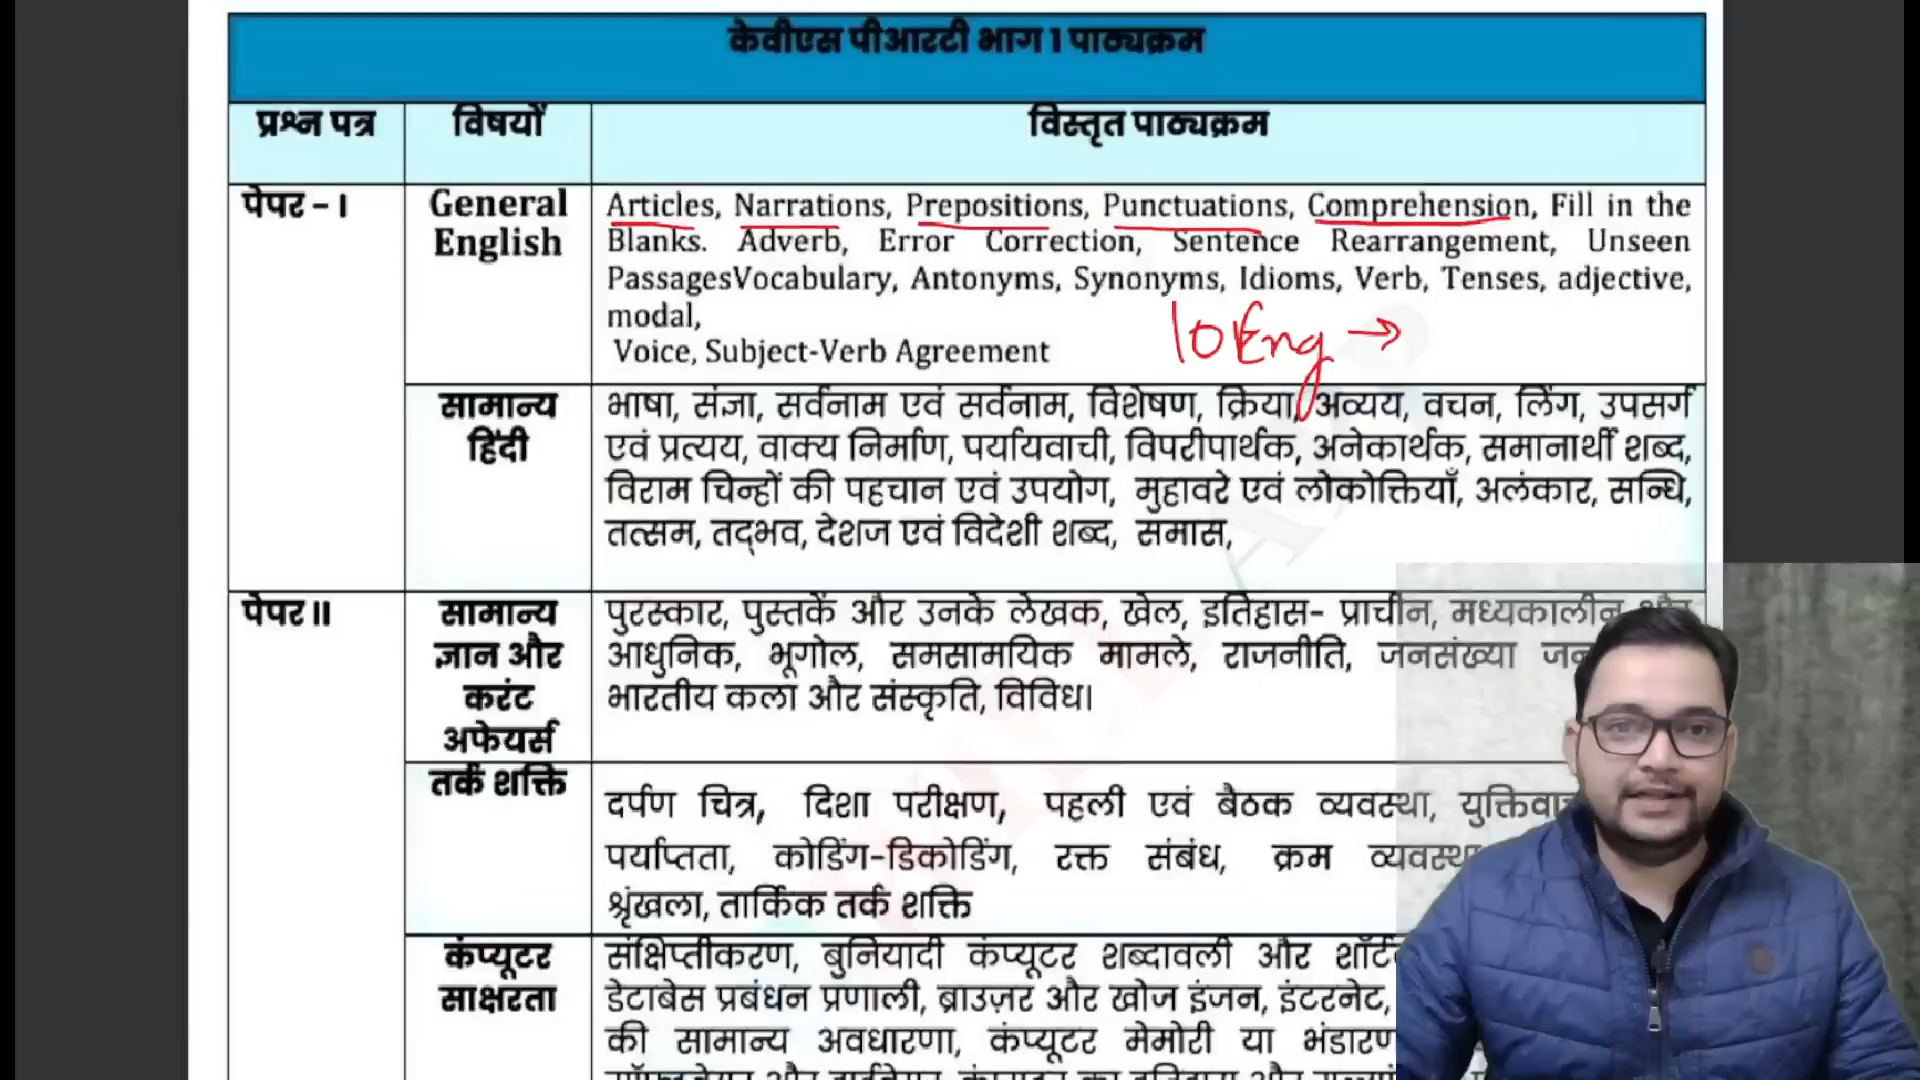 केवीएस पीआरटी भाग 1 पाठ्यक्रम
प्रश्न पत्र
विषयों
विस्तृत पाठ्यक्रम
पेपर – I
General
English
Articles, Narrations, Prepositions, Punctuations, Comprehension, Fill in the
Blanks. Adverb, Error Correction, Sentence Rearrangement, Unseen
PassagesVocabulary, Antonyms, Synonyms, Idioms, Verb, Tenses, adjective,
modal,
Voice, Subject-Verb Agreement
10 Eng →
सामान्य
हिंदी
भाषा, संज्ञा, सर्वनाम एवं सर्वनाम, विशेषण, क्रिया, अव्यय, वचन, लिंग, उपसर्ग
एवं प्रत्यय, वाक्य निर्माण, पर्यायवाची, विपरीपार्थक, अनेकार्थक, समानार्थी शब्द,
विराम चिन्हों की पहचान एवं उपयोग, मुहावरे एवं लोकोक्तियाँ, अलंकार, सन्धि,
तत्सम, तद्भव, देशज एवं विदेशी शब्द, समास,
पेपर II
सामान्य
ज्ञान और
करंट
अफेयर्स
पुरस्कार, पुस्तकें और उनके लेखक, खेल, इतिहास- प्राचीन, मध्यकालीन और
आधुनिक, भूगोल, समसामयिक मामले, राजनीति, जनसंख्या
भारतीय कला और संस्कृति, विविध।
तर्क शक्ति
दर्पण चित्र, दिशा परीक्षण, पहली एवं बैठक व्यवस्था,
पर्याप्तता, कोडिंग-डिकोडिंग, रक्त संबंध, क्रम व्यवस्था
श्रृंखला, तार्किक तर्क शक्ति
कंप्यूटर
साक्षरता
संक्षिप्तीकरण, बुनियादी कंप्यूटर शब्दावली और
डेटाबेस प्रबंधन प्रणाली, ब्राउज़र और खोज इंजन, इंटरनेट,
की सामान्य अवधारणा, कंप्यूटर मेमोरी या भंडारण